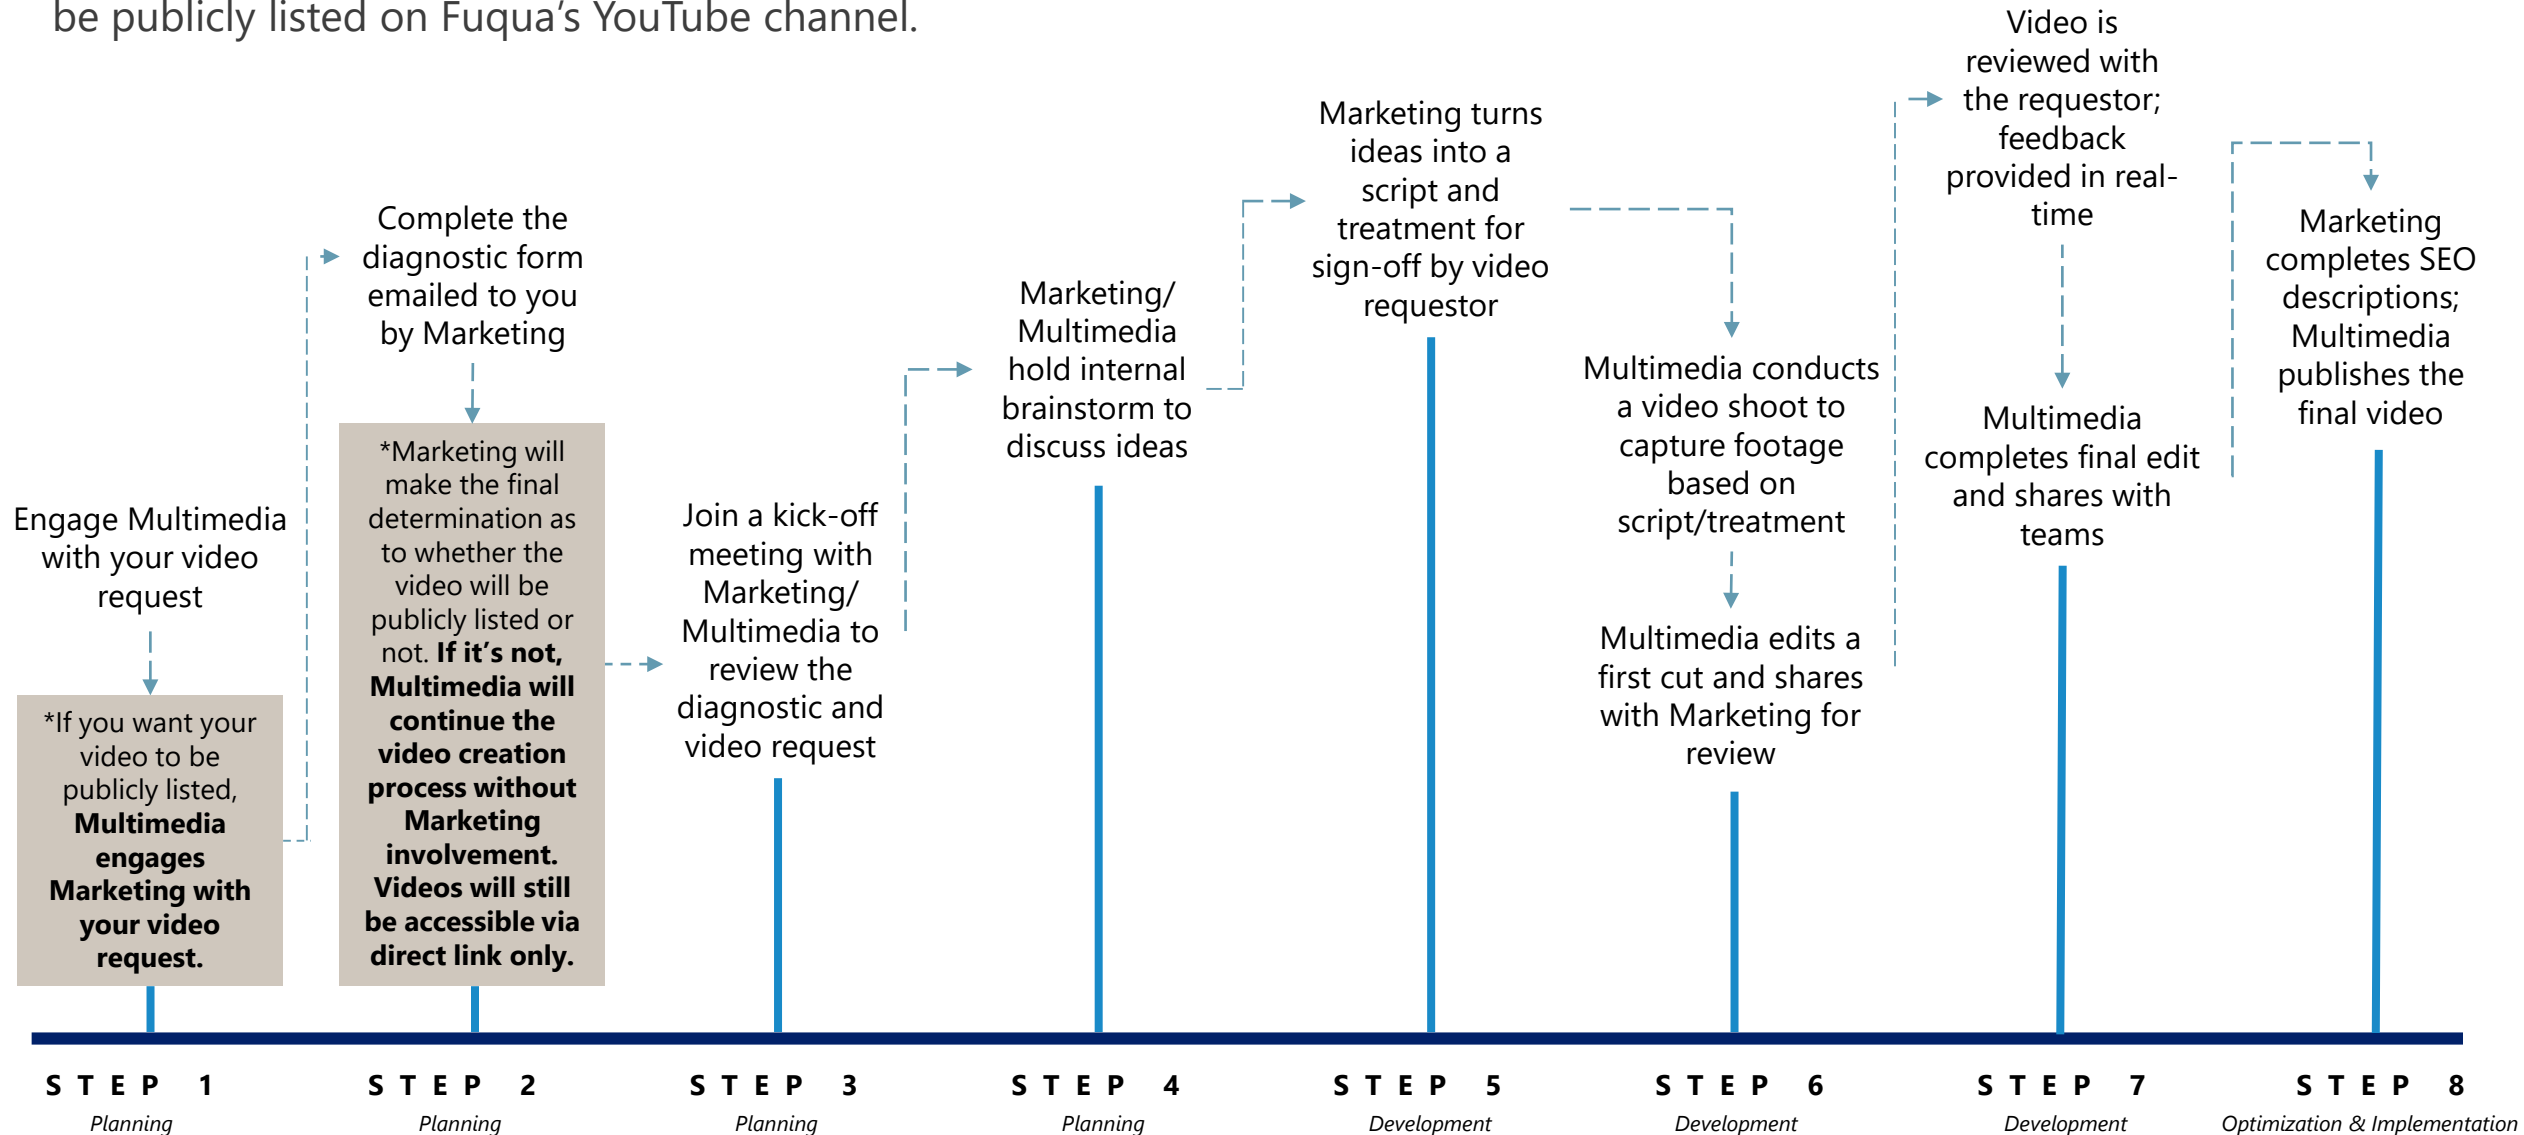 be publicly listed on Fuqua's YouTube channel.
Engage Multimedia
with your video
request
*If you want your
video to be
publicly listed,
Multimedia
engages
Marketing with
your video
request.
Complete the
diagnostic form
emailed to you
by Marketing
*Marketing will
make the final
determination as
to whether the
video will be
publicly listed or
not. If it’s not,
Multimedia will
continue the
video creation
process without
Marketing
involvement.
Videos will still
be accessible via
direct link only.
Join a kick-off
meeting with
Marketing/
Multimedia to
review the
diagnostic and
video request
Marketing/
Multimedia
hold internal
brainstorm to
discuss ideas
Marketing turns
ideas into a
script and
treatment for
sign-off by video
requestor
Multimedia conducts
a video shoot to
capture footage
based on
script/treatment
Multimedia edits a
first cut and shares
with Marketing for
review
Video is
reviewed with
the requestor;
feedback
provided in real-
time
Multimedia
completes final edit
and shares with
teams
Marketing
completes SEO
descriptions;
Multimedia
publishes the
final video
STEP 1
Planning
STEP 2
Planning
STEP 3
Planning
STEP 4
Planning
STEP 5
Development
STEP 6
Development
STEP 7
Development
STEP 8
Optimization & Implementation